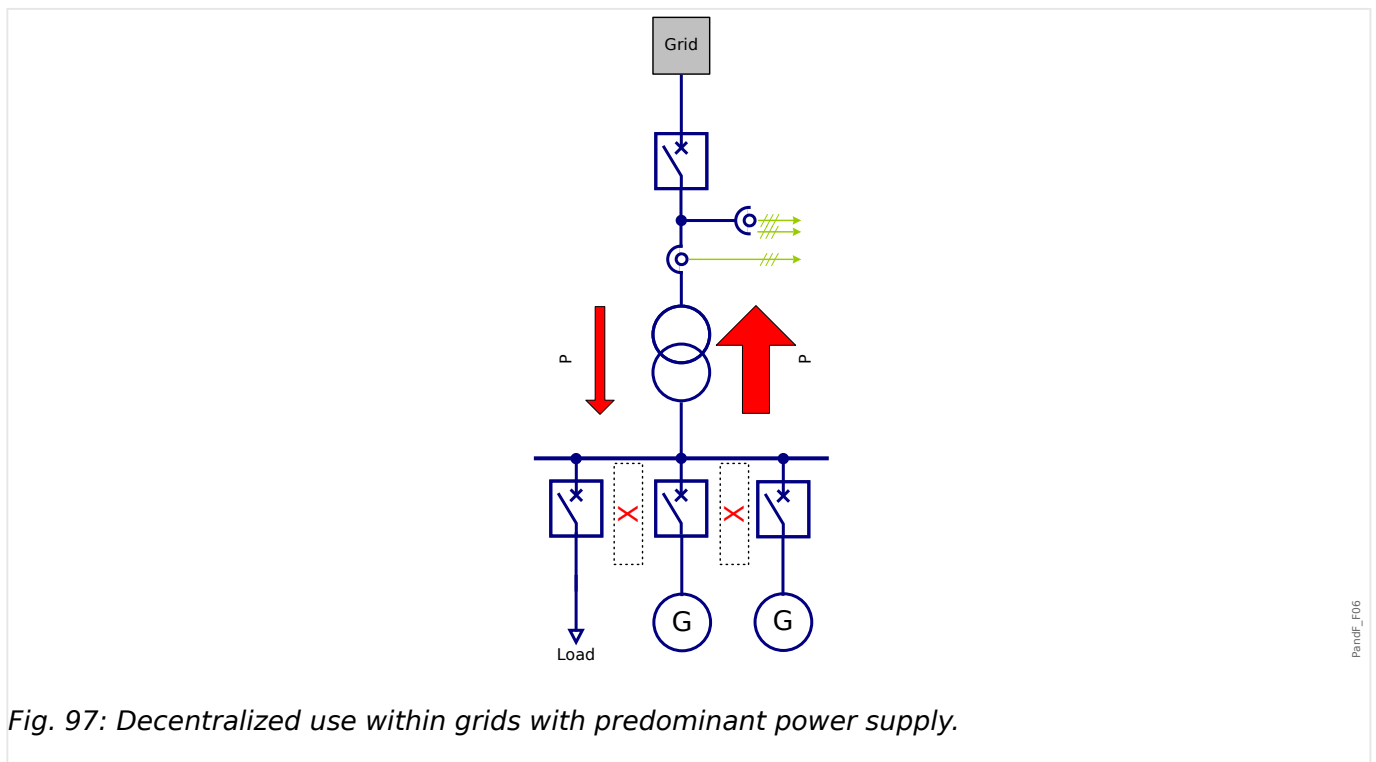 Grid
P
P
G
G
Load
PandF_F06
Fig. 97: Decentralized use within grids with predominant power supply.